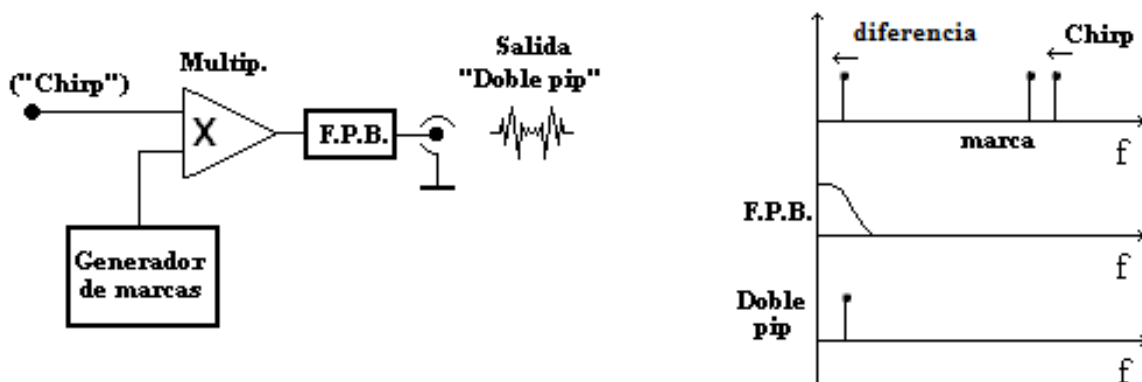 ("Chirp")
Multip.
X
F.P.B.
Salida
"Doble pip"
Generador
de marcas
diferencia
Chirp
marca
f
F.P.B.
f
Doble
pip
f